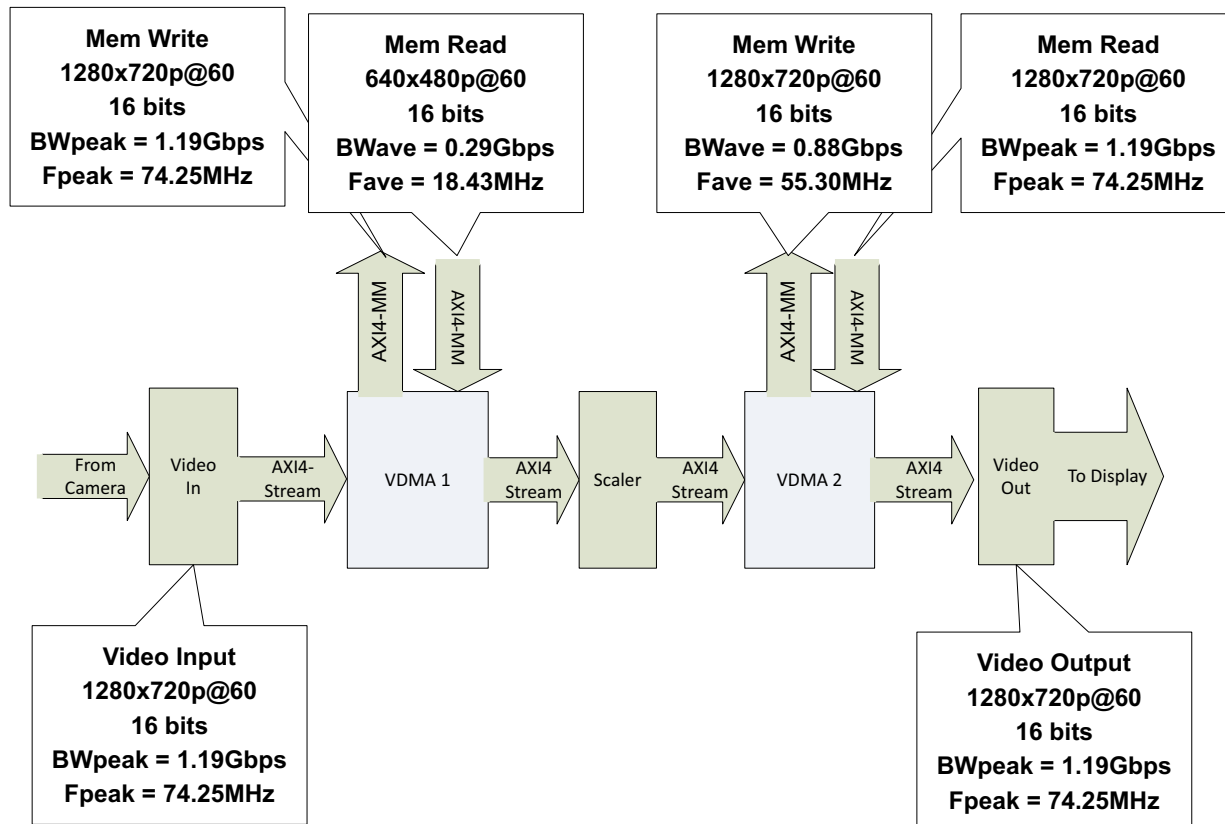 Mem Write
1280x720p@60
16 bits
BWpeak = 1.19Gbps
Fpeak = 74.25MHz
Mem Read
640x480p@60
16 bits
BWave = 0.29Gbps
Fave = 18.43MHz
Mem Write
1280x720p@60
16 bits
BWave = 0.88Gbps
Fave = 55.30MHz
Mem Read
1280x720p@60
16 bits
BWpeak = 1.19Gbps
Fpeak = 74.25MHz
AXI4-MM
AXI4-MM
AXI4-MM
AXI4-MM
From
Camera
Video
In
AXI4-
Stream
VDMA 1
AXI4
Stream
Scaler
AXI4
Stream
VDMA 2
AXI4
Stream
Video
Out
To Display
Video Input
1280x720p@60
16 bits
BWpeak = 1.19Gbps
Fpeak = 74.25MHz
Video Output
1280x720p@60
16 bits
BWpeak = 1.19Gbps
Fpeak = 74.25MHz